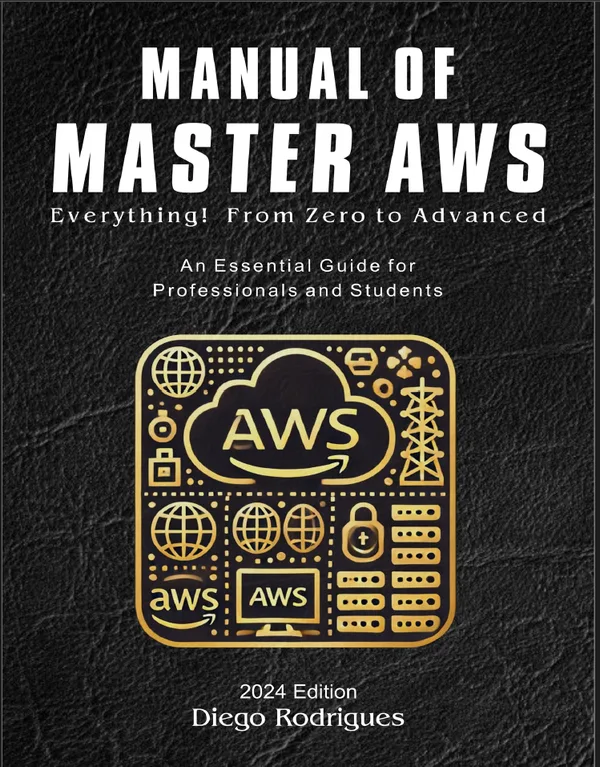 MANUAL OF
MASTER AWS
Everything! From Zero to Advanced
An Essential Guide for
Professionals and Students
AWS
aws
AWS
2024 Edition
Diego Rodrigues